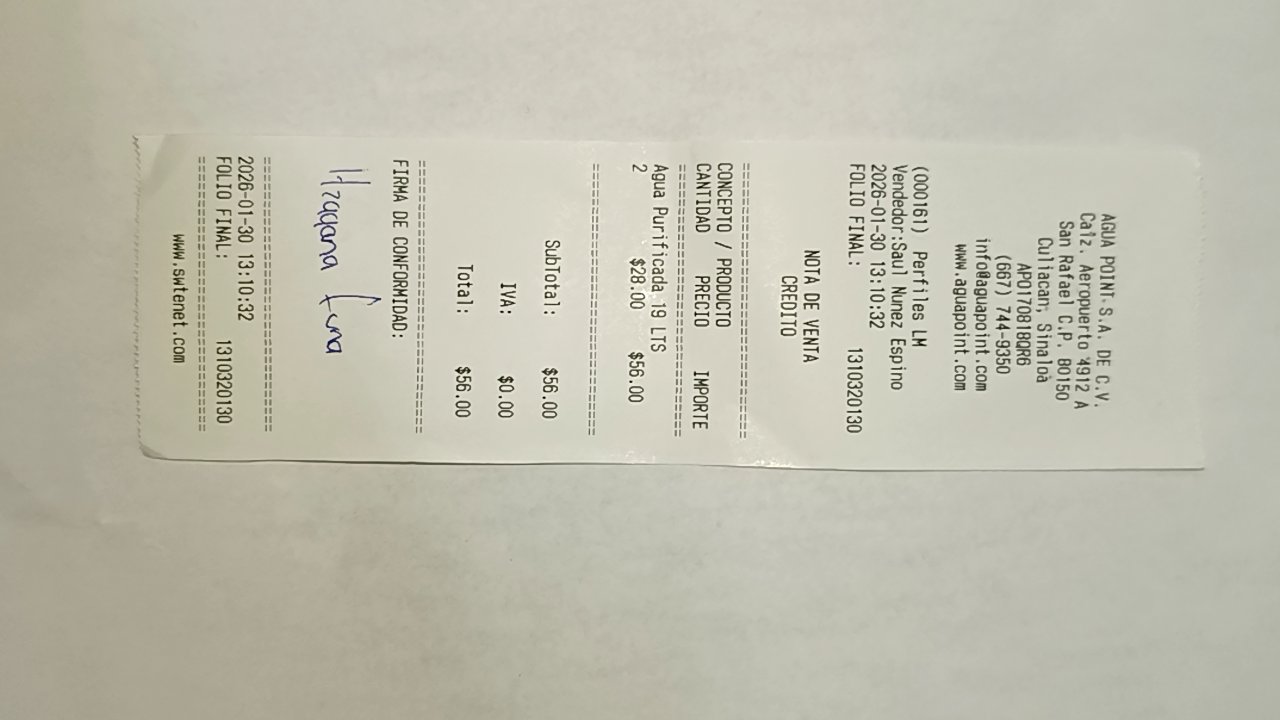 AGUA POINT S.A. DE C.V.
Calz. Aeropuerto 4912 A
San Rafael C.P. 80150
Culiacan, Sinaloa
APO170818QR6
(667) 744-9350
info@aguapoint.com
www.aguapoint.com
(000161) Perfiles LM
Vendedor:Saul Nunez Espino
2026-01-30 13:10:32
FOLIO FINAL: 1310320130
NOTA DE VENTA
CREDITO
==============================
CONCEPTO / PRODUCTO
CANTIDAD PRECIO IMPORTE
==============================
Agua Purificada 19 LTS
2 $28.00 $56.00
==============================
SubTotal: $56.00
IVA: $0.00
Total: $56.00
==============================
FIRMA DE CONFORMIDAD:
==============================
2026-01-30 13:10:32
FOLIO FINAL: 1310320130
==============================
www.swtenet.com